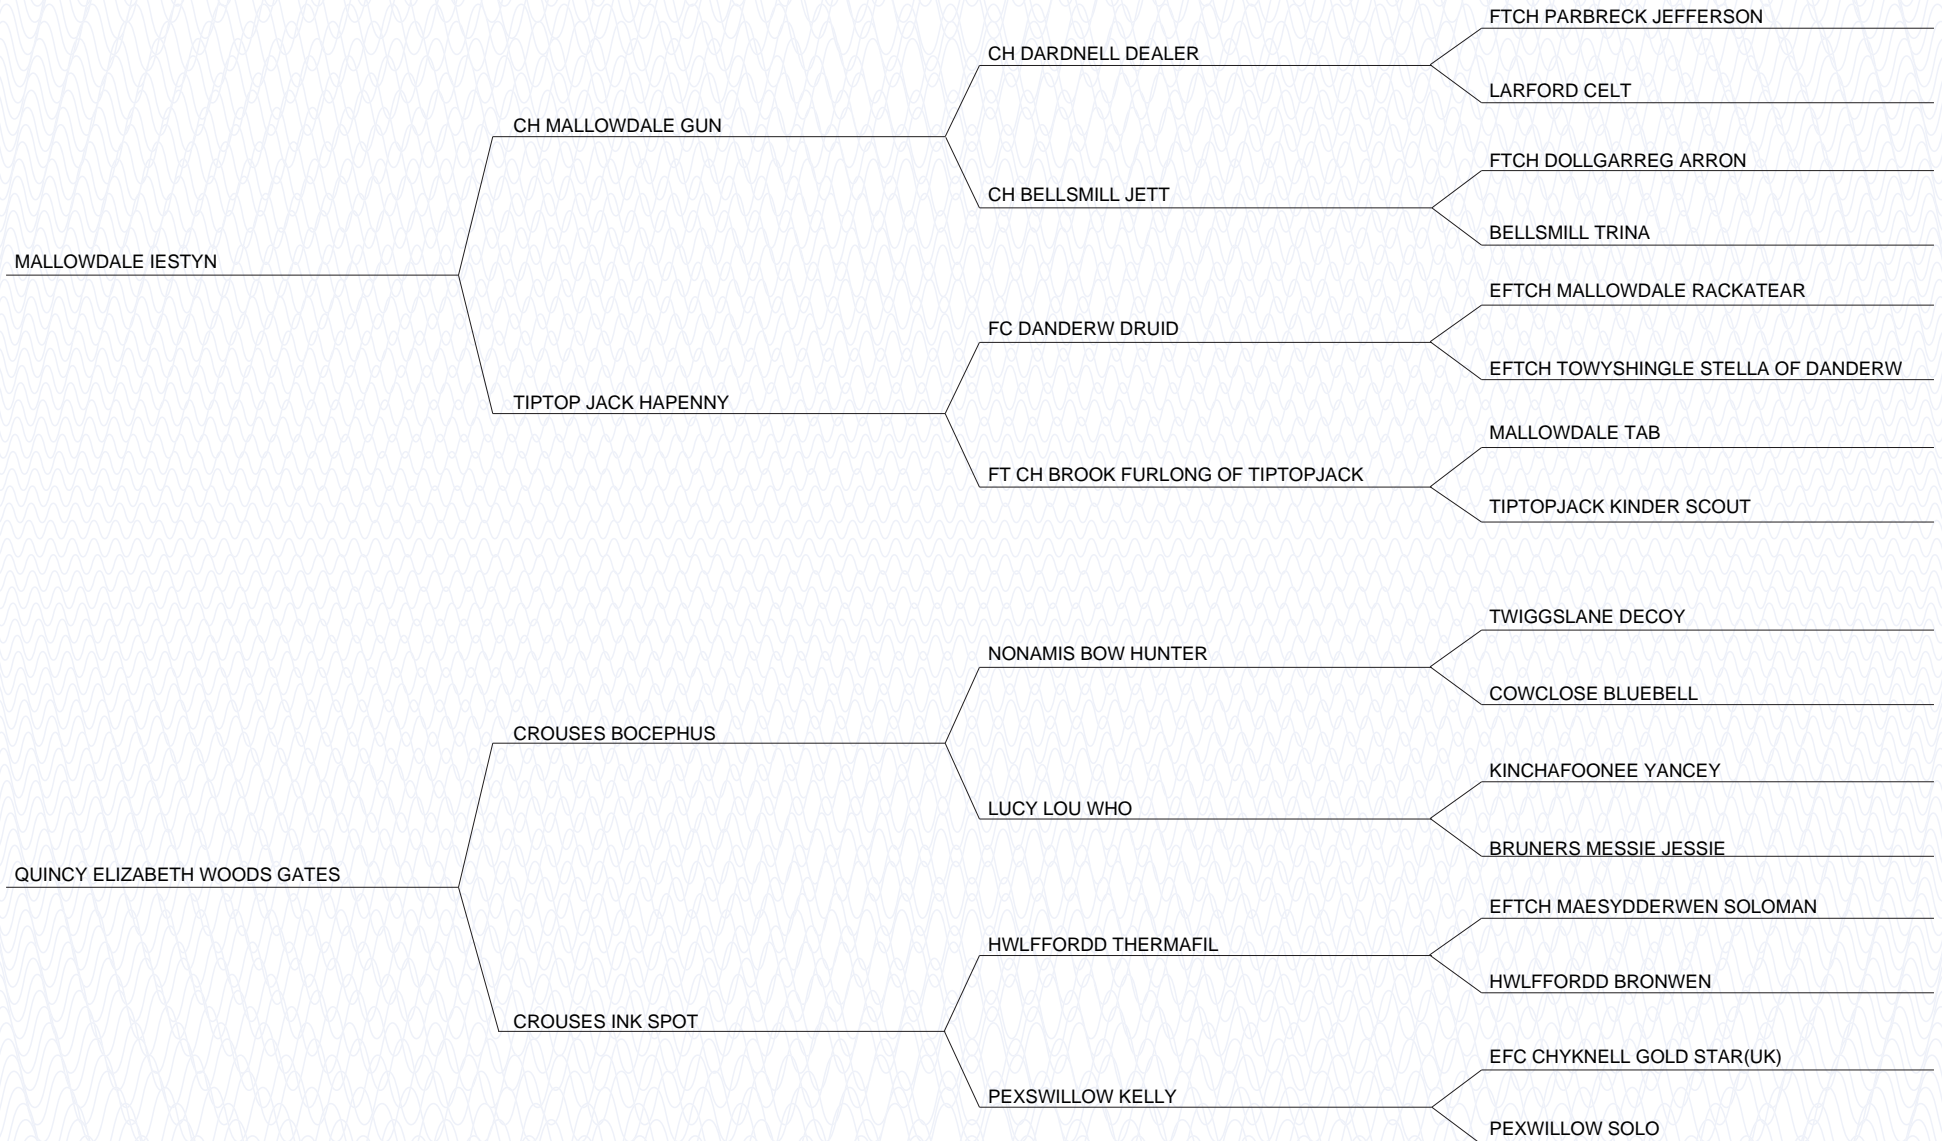 FTCH PARBRECK JEFFERSON
CH DARDNELL DEALER
LARFORD CELT
CH MALLOWDALE GUN
FTCH DOLLGARREG ARRON
CH BELLSMILL JETT
BELLSMILL TRINA
MALLOWDALE IESTYN
EFTCH MALLOWDALE RACKATEAR
FC DANDERW DRUID
EFTCH TOWYSHINGLE STELLA OF DANDERW
TIPTOP JACK HAPENNY
MALLOWDALE TAB
FT CH BROOK FURLONG OF TIPTOPJACK
TIPTOPJACK KINDER SCOUT
TWIGGSLANE DECOY
NONAMIS BOW HUNTER
COWCLOSE BLUEBELL
CROUSES BOCEPHUS
KINCHAFOONEE YANCEY
LUCY LOU WHO
BRUNERS MESSIE JESSIE
QUINCY ELIZABETH WOODS GATES
EFTCH MAESYDDERWEN SOLOMAN
HWLFFORDD THERMAFIL
HWLFFORDD BRONWEN
CROUSES INK SPOT
EFC CHYKNELL GOLD STAR(UK)
PEXSWILLOW KELLY
PEXWILLOW SOLO